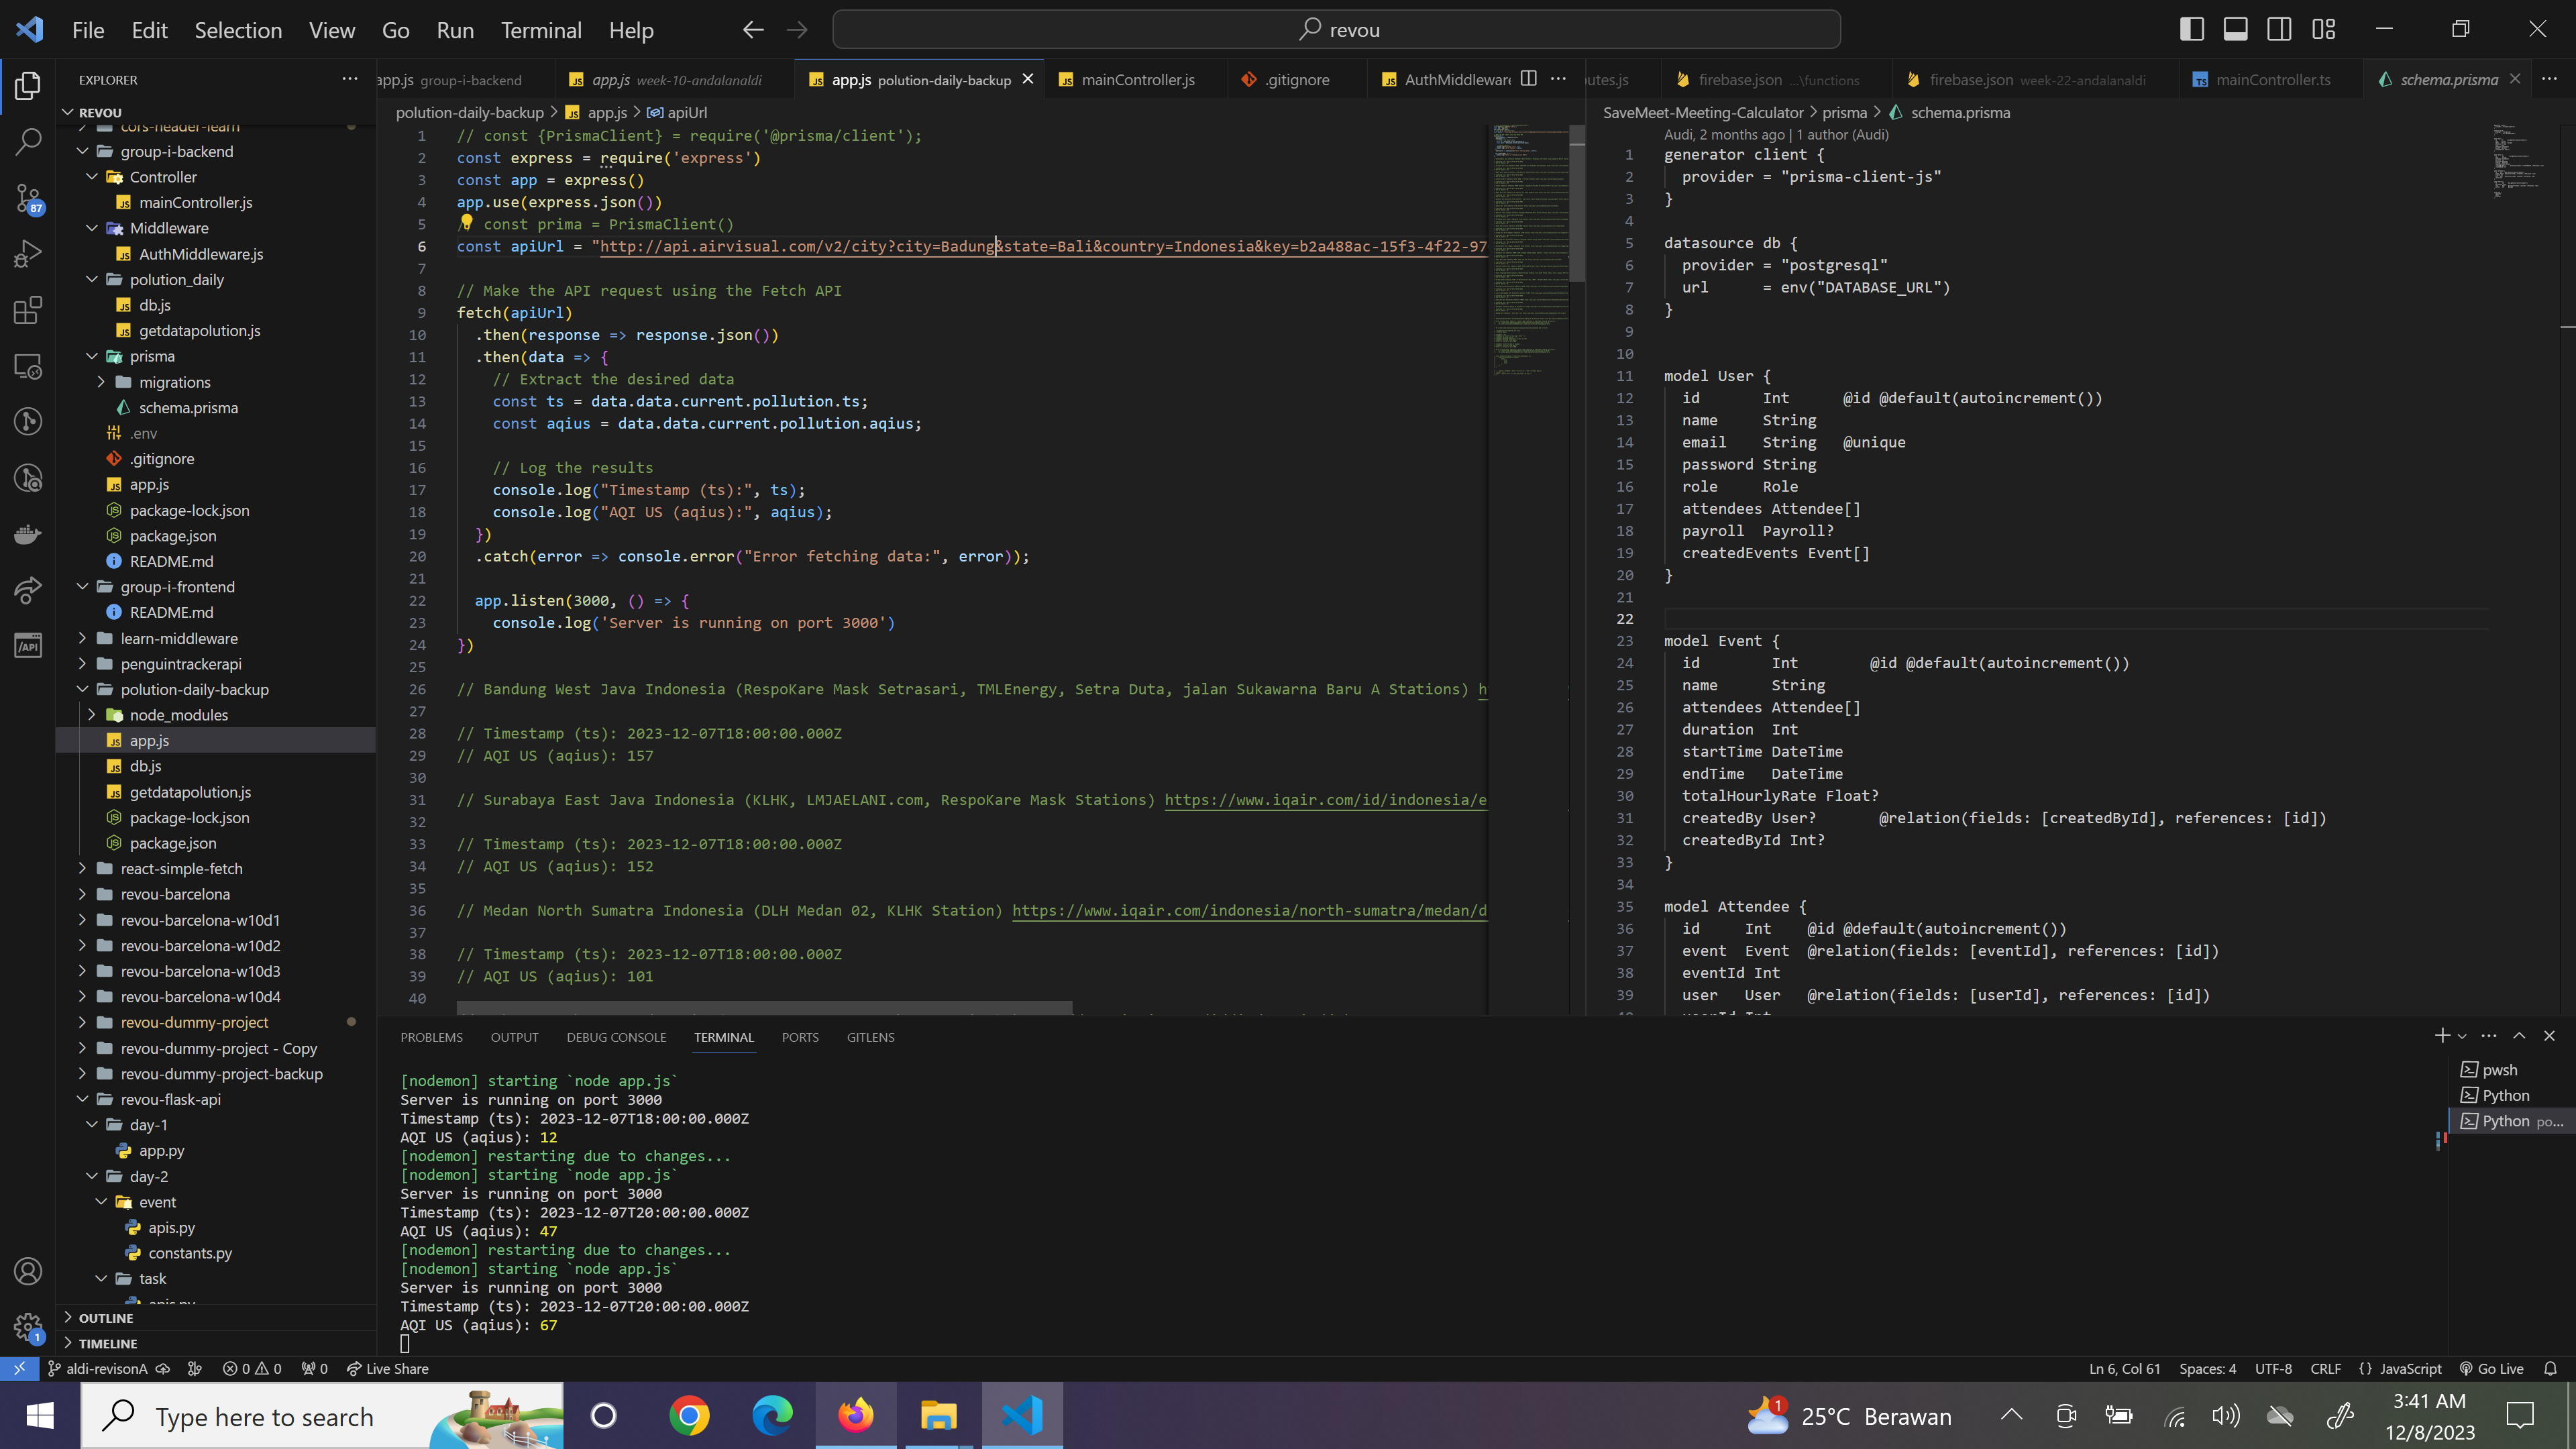 File Edit Selection View Go Run Terminal Help
revou
EXPLORER
REVOU
cors-header-learn
group-i-backend
Controller
mainController.js
Middleware
AuthMiddleware.js
polution_daily
db.js
getdatapolution.js
prisma
migrations
schema.prisma
.env
.gitignore
app.js
package-lock.json
package.json
README.md
group-i-frontend
README.md
learn-middleware
penguintrackerapi
polution-daily-backup
node_modules
app.js
db.js
getdatapolution.js
package-lock.json
package.json
react-simple-fetch
revou-barcelona
revou-barcelona-w10d1
revou-barcelona-w10d2
revou-barcelona-w10d3
revou-barcelona-w10d4
revou-dummy-project
revou-dummy-project - Copy
revou-dummy-project-backup
revou-flask-api
day-1
app.py
day-2
event
apis.py
constants.py
task
apis.py
OUTLINE
TIMELINE
87
1
app.js group-i-backend app.js week-10-andalanaldi app.js polution-daily-backup mainController.js .gitignore AuthMiddleware
polution-daily-backup > app.js > apiUrl
1 // const {PrismaClient} = require('@prisma/client');
2 const express = require('express')
3 const app = express()
4 app.use(express.json())
5 / const prima = PrismaClient()
6 const apiUrl = "http://api.airvisual.com/v2/city?city=Badung&state=Bali&country=Indonesia&key=b2a488ac-15f3-4f22-97
7
8 // Make the API request using the Fetch API
9 fetch(apiUrl)
10 .then(response => response.json())
11 .then(data => {
12 // Extract the desired data
13 const ts = data.data.current.pollution.ts;
14 const aqius = data.data.current.pollution.aqius;
15
16 // Log the results
17 console.log("Timestamp (ts):", ts);
18 console.log("AQI US (aqius):", aqius);
19 })
20 .catch(error => console.error("Error fetching data:", error));
21
22 app.listen(3000, () => {
23 console.log('Server is running on port 3000')
24 })
25
26 // Bandung West Java Indonesia (RespoKare Mask Setrasari, TMLEnergy, Setra Duta, jalan Sukawarna Baru A Stations) h
27
28 // Timestamp (ts): 2023-12-07T18:00:00.000Z
29 // AQI US (aqius): 157
30
31 // Surabaya East Java Indonesia (KLHK, LMJAELANI.com, RespoKare Mask Stations) https://www.iqair.com/id/indonesia/e
32
33 // Timestamp (ts): 2023-12-07T18:00:00.000Z
34 // AQI US (aqius): 152
35
36 // Medan North Sumatra Indonesia (DLH Medan 02, KLHK Station) https://www.iqair.com/indonesia/north-sumatra/medan/d
37
38 // Timestamp (ts): 2023-12-07T18:00:00.000Z
39 // AQI US (aqius): 101
40
utes.js firebase.json ...\functions firebase.json week-22-andalanaldi mainController.ts schema.prisma
SaveMeet-Meeting-Calculator > prisma > schema.prisma
Audi, 2 months ago | 1 author (Audi)
1 generator client {
2 provider = "prisma-client-js"
3 }
4
5 datasource db {
6 provider = "postgresql"
7 url = env("DATABASE_URL")
8 }
9
10
11 model User {
12 id Int @id @default(autoincrement())
13 name String
14 email String @unique
15 password String
16 role Role
17 attendees Attendee[]
18 payroll Payroll?
19 createdEvents Event[]
20 }
21
22
23 model Event {
24 id Int @id @default(autoincrement())
25 name String
26 attendees Attendee[]
27 duration Int
28 startTime DateTime
29 endTime DateTime
30 totalHourlyRate Float?
31 createdBy User? @relation(fields: [createdById], references: [id])
32 createdById Int?
33 }
34
35 model Attendee {
36 id Int @id @default(autoincrement())
37 event Event @relation(fields: [eventId], references: [id])
38 eventId Int
39 user User @relation(fields: [userId], references: [id])
PROBLEMS OUTPUT DEBUG CONSOLE TERMINAL PORTS GITLENS
[nodemon] starting `node app.js`
Server is running on port 3000
Timestamp (ts): 2023-12-07T18:00:00.000Z
AQI US (aqius): 12
[nodemon] restarting due to changes...
[nodemon] starting `node app.js`
Server is running on port 3000
Timestamp (ts): 2023-12-07T20:00:00.000Z
AQI US (aqius): 47
[nodemon] restarting due to changes...
[nodemon] starting `node app.js`
Server is running on port 3000
Timestamp (ts): 2023-12-07T20:00:00.000Z
AQI US (aqius): 67
pwsh
Python
Python po...
aldi-revisonA 0 0 0 Live Share
Ln 6, Col 61 Spaces: 4 UTF-8 CRLF {} JavaScript Go Live
Type here to search
1
25°C Berawan
3:41 AM
12/8/2023